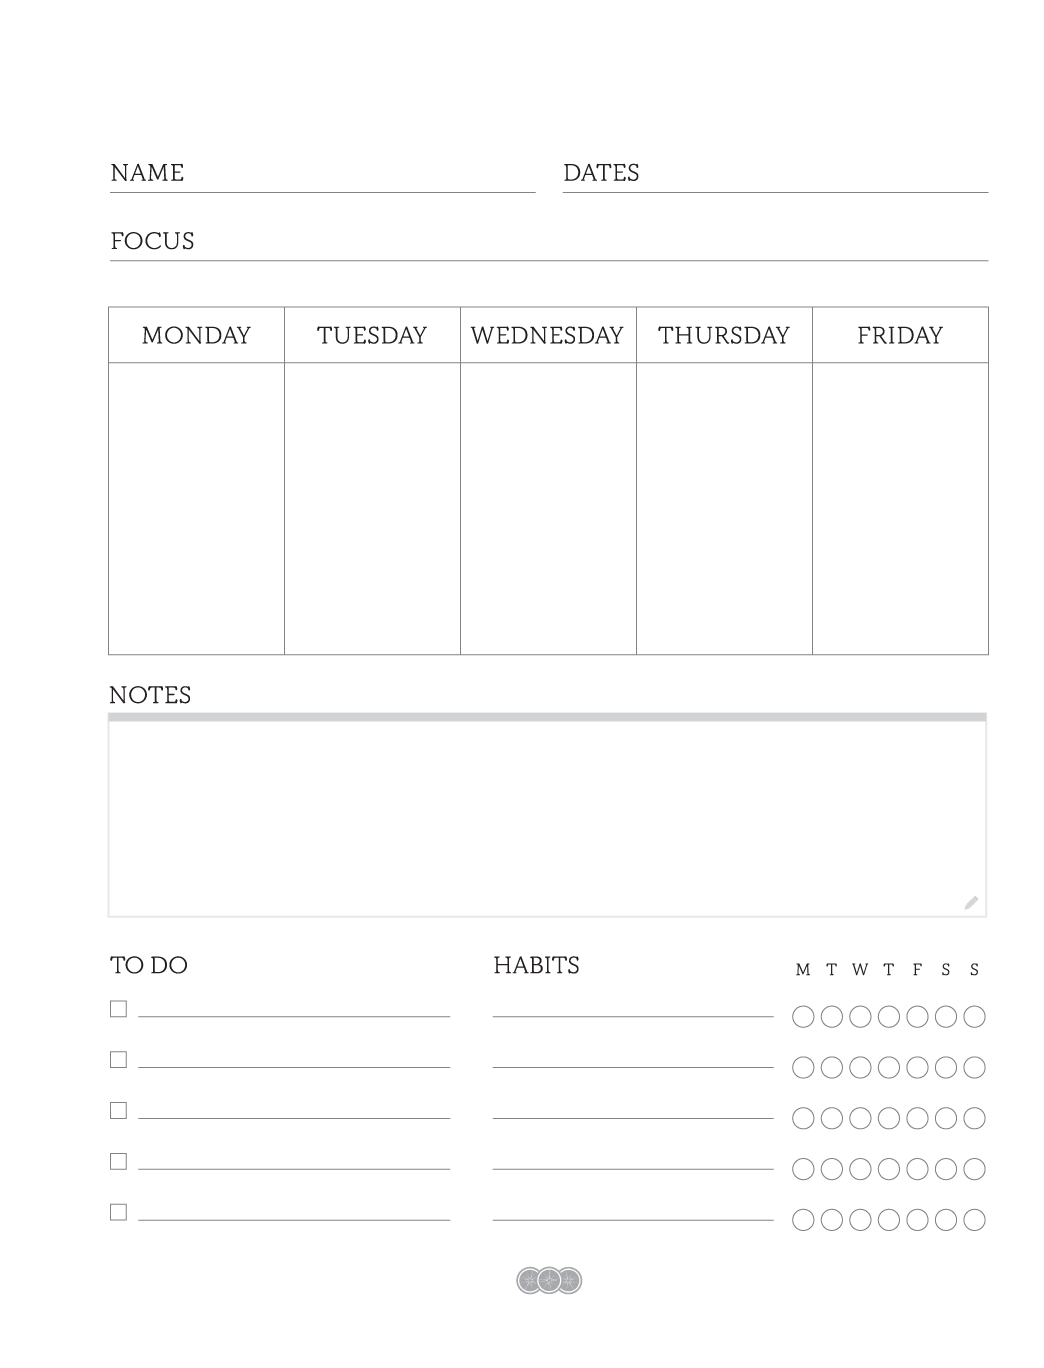 NAME DATES
FOCUS
MONDAY TUESDAY WEDNESDAY THURSDAY FRIDAY
NOTES
TO DO HABITS M T W T F S S